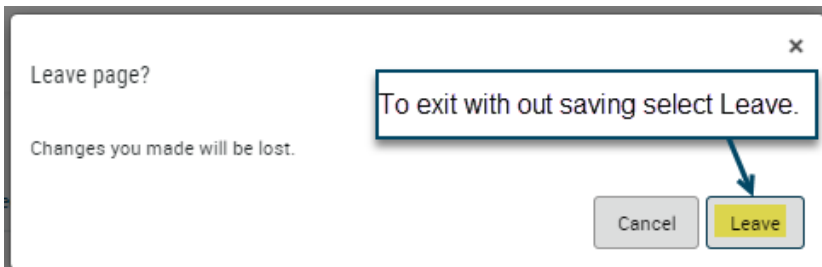 ×
Leave page?
To exit with out saving select Leave.
Changes you made will be lost.
Cancel
Leave